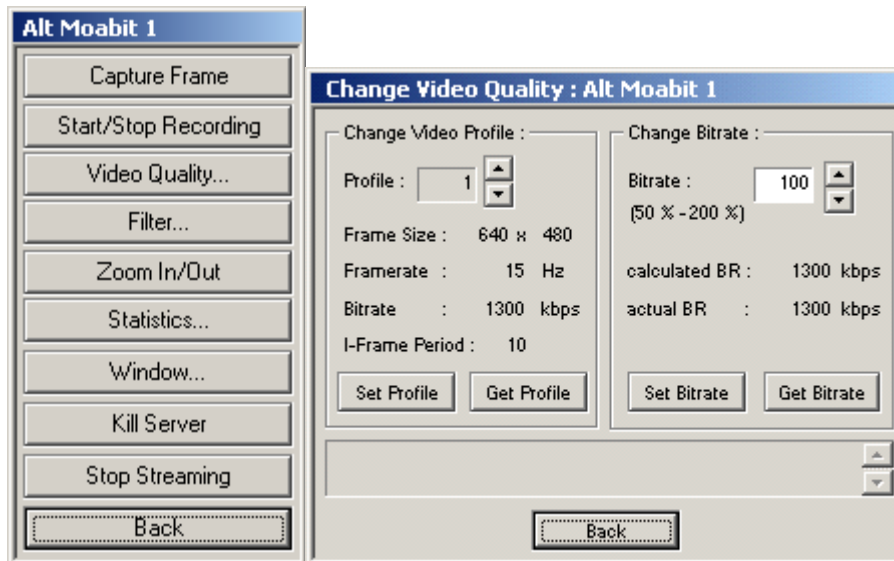 Alt Moabit 1
Capture Frame
Start/Stop Recording
Video Quality...
Filter...
Zoom In/Out
Statistics...
Window...
Kill Server
Stop Streaming
Back
Change Video Quality : Alt Moabit 1
Change Video Profile :
Profile : 1
Frame Size : 640 x 480
Framerate : 15 Hz
Bitrate : 1300 kbps
I-Frame Period : 10
Set Profile Get Profile
Change Bitrate :
Bitrate : 100
(50 % - 200 %)
calculated BR : 1300 kbps
actual BR : 1300 kbps
Set Bitrate Get Bitrate
Back